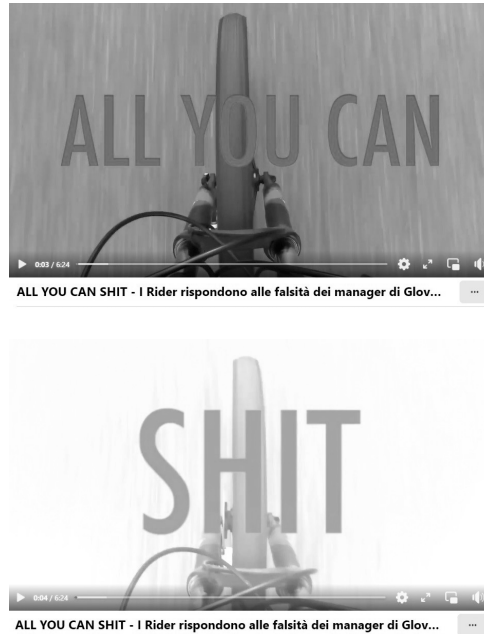 ALL YOU CAN
0:03 / 6:24
ALL YOU CAN SHIT - I Rider rispondono alle falsità dei manager di Glov...
SHIT
0:04 / 6:24
ALL YOU CAN SHIT - I Rider rispondono alle falsità dei manager di Glov...